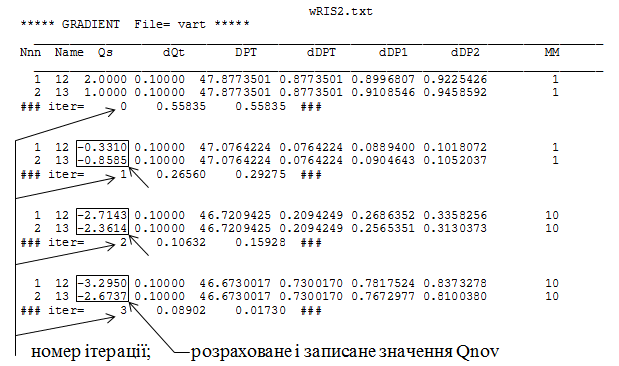 wRIS2.txt
***** GRADIENT File= vart *****
Nnn Name Qs dQt DPT dDPT dDP1 dDP2 MM
1 12 2.0000 0.10000 47.8773501 0.8773501 0.8996807 0.9225426 1
2 13 1.0000 0.10000 47.8773501 0.8773501 0.9108546 0.9458592 1
### iter= 0 0.55835 0.55835 ###
1 12 -0.3310 0.10000 47.0764224 0.0764224 0.0889400 0.1018072 1
2 13 -0.8585 0.10000 47.0764224 0.0764224 0.0904643 0.1052037 1
### iter= 1 0.26560 0.29275 ###
1 12 -2.7143 0.10000 46.7209425 0.2094249 0.2686352 0.3358256 10
2 13 -2.3614 0.10000 46.7209425 0.2094249 0.2565351 0.3130373 10
### iter= 2 0.10632 0.15928 ###
1 12 -3.2950 0.10000 46.6730017 0.7300170 0.7817524 0.8373278 10
2 13 -2.6737 0.10000 46.6730017 0.7300170 0.7672977 0.8100380 10
### iter= 3 0.08902 0.01730 ###
номер ітерації; розраховане і записане значення Qnov